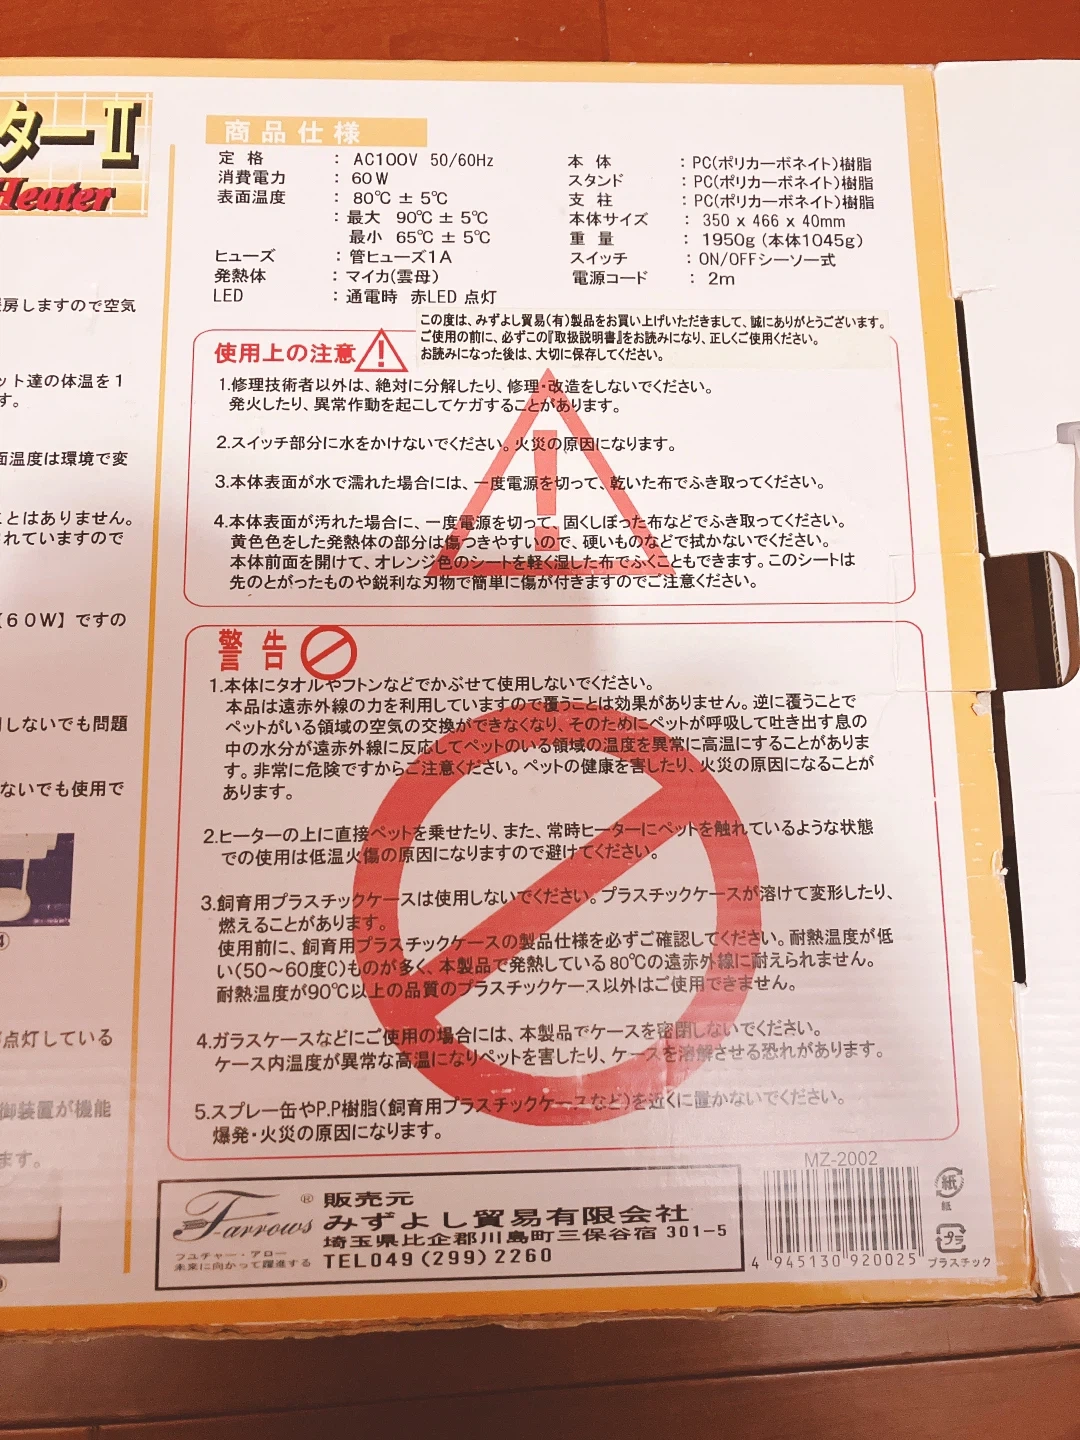 ターⅡ
Heater
房しますので空気
ット達の体温を1
す。
面温度は環境で変
ことはありません。
れていますので
【60W】ですの
しないでも問題
ないでも使用で
点灯している
御装置が機能
ます。
商品仕様
定格 : AC100V 50/60Hz
消費電力 : 60W
表面温度 : 80℃ ± 5℃
: 最大 90℃ ± 5℃
最小 65℃ ± 5℃
ヒューズ : 管ヒューズ1A
発熱体 : マイカ(雲母)
LED : 通電時 赤LED 点灯
本体 : PC(ポリカーボネイト)樹脂
スタンド : PC(ポリカーボネイト)樹脂
支柱 : PC(ポリカーボネイト)樹脂
本体サイズ : 350 x 466 x 40mm
重量 : 1950g (本体1045g)
スイッチ : ON/OFFシーソー式
電源コード : 2m
この度は、みずよし貿易(有)製品をお買い上げいただきまして、誠にありがとうございます。
ご使用の前に、必ずこの『取扱説明書』をお読みになり、正しくご使用ください。
お読みになった後は、大切に保存してください。
使用上の注意
1.修理技術者以外は、絶対に分解したり、修理・改造をしないでください。
発火したり、異常作動を起こしてケガすることがあります。
2.スイッチ部分に水をかけないでください。火災の原因になります。
3.本体表面が水で濡れた場合には、一度電源を切って、乾いた布でふき取ってください。
4.本体表面が汚れた場合に、一度電源を切って、固くしぼった布などでふき取ってください。
黄色色をした発熱体の部分は傷つきやすいので、硬いものなどで拭かないでください。
本体前面を開けて、オレンジ色のシートを軽く湿した布でふくこともできます。このシートは
先のとがったものや鋭利な刃物で簡単に傷が付きますのでご注意ください。
警告
1.本体にタオルやフトンなどでかぶせて使用しないでください。
本品は遠赤外線の力を利用していますので覆うことは効果がありません。逆に覆うことで
ペットがいる領域の空気の交換ができなくなり、そのためにペットが呼吸して吐き出す息の
中の水分が遠赤外線に反応してペットのいる領域の温度を異常に高温にすることがありま
す。非常に危険ですからご注意ください。ペットの健康を害したり、火災の原因になることが
あります。
2.ヒーターの上に直接ペットを乗せたり、また、常時ヒーターにペットを触れているような状態
での使用は低温火傷の原因になりますので避けてください。
3.飼育用プラスチックケースは使用しないでください。プラスチックケースが溶けて変形したり、
燃えることがあります。
使用前に、飼育用プラスチックケースの製品仕様を必ずご確認してください。耐熱温度が低
い(50～60度C)ものが多く、本製品で発熱している80℃の遠赤外線に耐えられません。
耐熱温度が90℃以上の品質のプラスチックケース以外はご使用できません。
4.ガラスケースなどにご使用の場合には、本製品でケースを密閉しないでください。
ケース内温度が異常な高温になりペットを害したり、ケースを溶解させる恐れがあります。
5.スプレー缶やP.P樹脂(飼育用プラスチックケースなど)を近くに置かないでください。
爆発・火災の原因になります。
Farrows®
フュチャー・アロー
未来に向かって躍進する
販売元
みずよし貿易有限会社
埼玉県比企郡川島町三保谷宿 301-5
TEL049(299)2260
MZ-2002
4 945130 920025
紙
紙
プラ
プラスチック